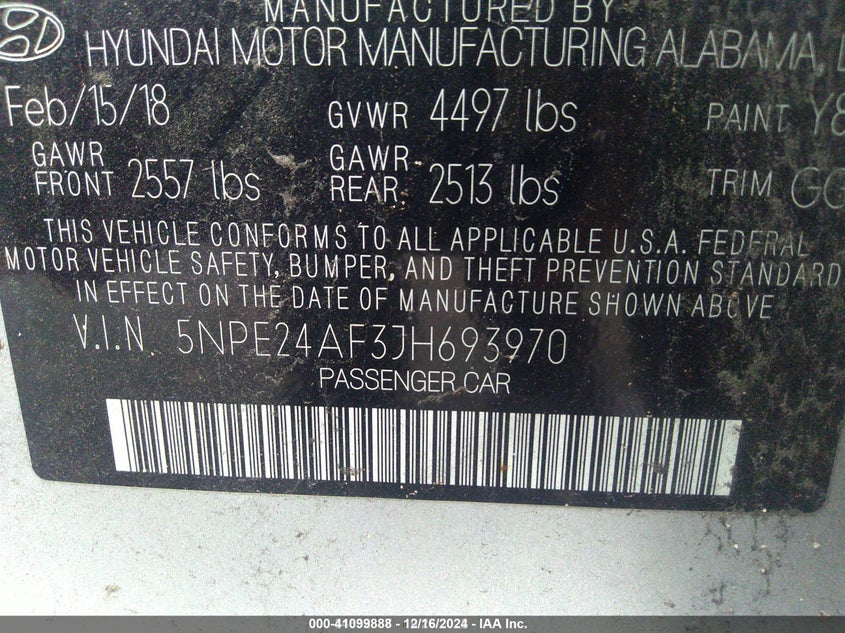 MANUFACTURED BY
HYUNDAI MOTOR MANUFACTURING ALABAMA,
Feb/15/18 GVWR 4497 lbs PAINT Y8
GAWR FRONT 2557 lbs GAWR REAR 2513 lbs TRIM GG
THIS VEHICLE CONFORMS TO ALL APPLICABLE U.S.A. FEDERAL
MOTOR VEHICLE SAFETY, BUMPER, AND THEFT PREVENTION STANDARD
IN EFFECT ON THE DATE OF MANUFACTURE SHOWN ABOVE
V.I.N 5NPE24AF3JH693970
PASSENGER CAR
000-41099888 - 12/16/2024 - IAA Inc.